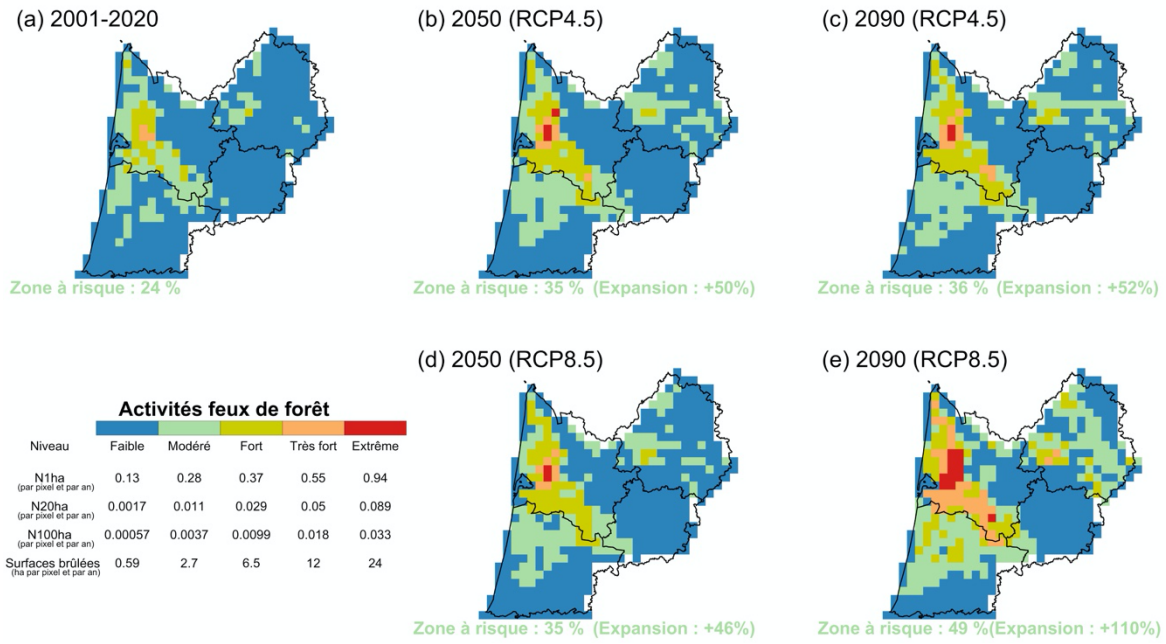 (a) 2001-2020
(b) 2050 (RCP4.5)
(c) 2090 (RCP4.5)
Zone à risque : 24 %
Zone à risque : 35 % (Expansion : +50%)
Zone à risque : 36 % (Expansion : +52%)
(d) 2050 (RCP8.5)
(e) 2090 (RCP8.5)
Activités feux de forêt
Niveau Faible Modéré Fort Très fort Extrême
N1ha 0.13 0.28 0.37 0.55 0.94
(par pixel et par an)
N20ha 0.0017 0.011 0.029 0.05 0.089
(par pixel et par an)
N100ha 0.00057 0.0037 0.0099 0.018 0.033
(par pixel et par an)
Surfaces brûlées 0.59 2.7 6.5 12 24
(ha par pixel et par an)
Zone à risque : 35 % (Expansion : +46%)
Zone à risque : 49 %(Expansion : +110%)